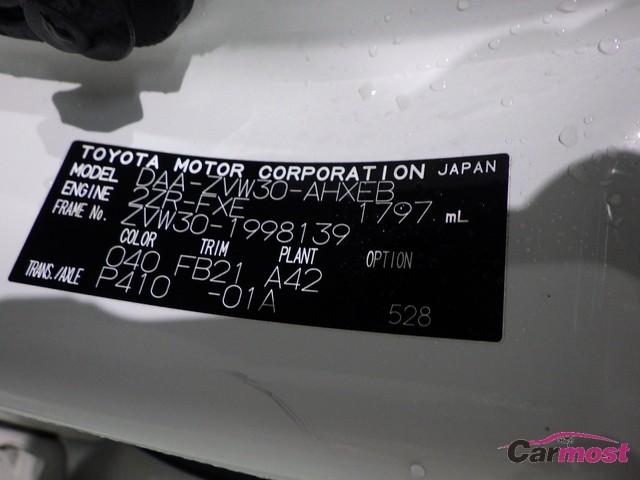 TOYOTA MOTOR CORPORATION JAPAN
MODEL DAA-ZVW30-AHXEB
ENGINE 2ZR-FXE 1797 mL
FRAME No. ZVW30-1998139
COLOR TRIM PLANT OPTION
040 FB21 A42
TRANS./AXLE P410 -01A
528
Carmost